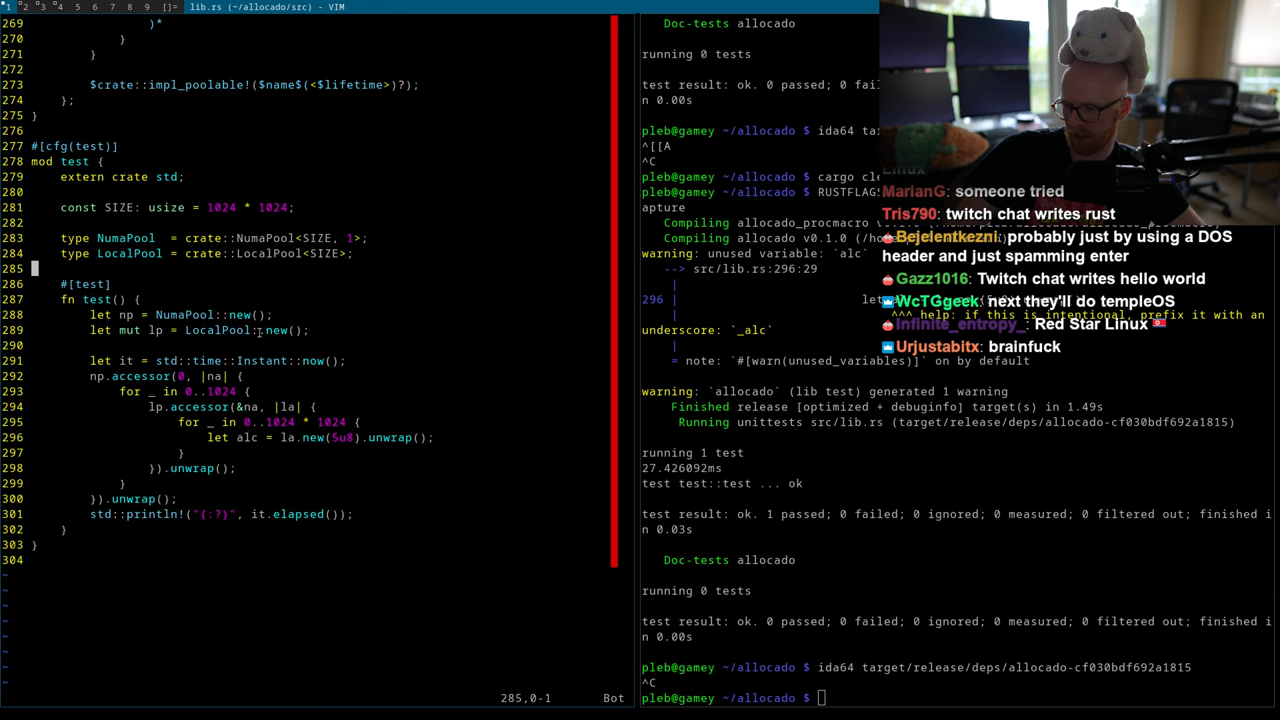 1 2 3 4 5 6 7 8 9 []= lib.rs (~/allocado/src) - VIM
269 )*
270 }
271 }
272
273 $crate::impl_poolable!($name$(<$lifetime>)?);
274 };
275 }
276
277 #[cfg(test)]
278 mod test {
279 extern crate std;
280
281 const SIZE: usize = 1024 * 1024;
282
283 type NumaPool = crate::NumaPool<SIZE, 1>;
284 type LocalPool = crate::LocalPool<SIZE>;
285
286 #[test]
287 fn test() {
288 let np = NumaPool::new();
289 let mut lp = LocalPool::new();
290
291 let it = std::time::Instant::now();
292 np.accessor(0, |na| {
293 for _ in 0..1024 {
294 lp.accessor(&na, |la| {
295 for _ in 0..1024 * 1024 {
296 let alc = la.new(5u8).unwrap();
297 }
298 }).unwrap();
299 }
300 }).unwrap();
301 std::println!("{:?}", it.elapsed());
302 }
303 }
304
~
~
~
~
~
~
~
~
285,0-1 Bot
Doc-tests allocado
running 0 tests
test result: ok. 0 passed; 0 fail
n 0.00s
pleb@gamey ~/allocado $ ida64 tar
^[[A
^C
pleb@gamey ~/allocado $ cargo cle
pleb@gamey ~/allocado $ RUSTFLAGS
apture
Compiling allocado_procmacro
Compiling allocado v0.1.0
warning: unused variable: `alc`
--> src/lib.rs:296:29
|
296 | let
| ^^^ help: if this is intentional, prefix it with an
underscore: `_alc`
|
= note: `#[warn(unused_variables)]` on by default
warning: `allocado` (lib test) generated 1 warning
Finished release [optimized + debuginfo] target(s) in 1.49s
Running unittests src/lib.rs (target/release/deps/allocado-cf030bdf692a1815)
running 1 test
27.426092ms
test test::test ... ok
test result: ok. 1 passed; 0 failed; 0 ignored; 0 measured; 0 filtered out; finished i
n 0.03s
Doc-tests allocado
running 0 tests
test result: ok. 0 passed; 0 failed; 0 ignored; 0 measured; 0 filtered out; finished i
n 0.00s
pleb@gamey ~/allocado $ ida64 target/release/deps/allocado-cf030bdf692a1815
^C
pleb@gamey ~/allocado $
Linux
MarianG: someone tried
Tris790: twitch chat writes rust
Bejelentkezni: probably just by using a DOS
header and just spamming enter
Gazz1016: Twitch chat writes hello world
WcTGgeek: next they'll do templeOS
Infinite_entropy_: Red Star Linux
Urjustabitx: brainfuck